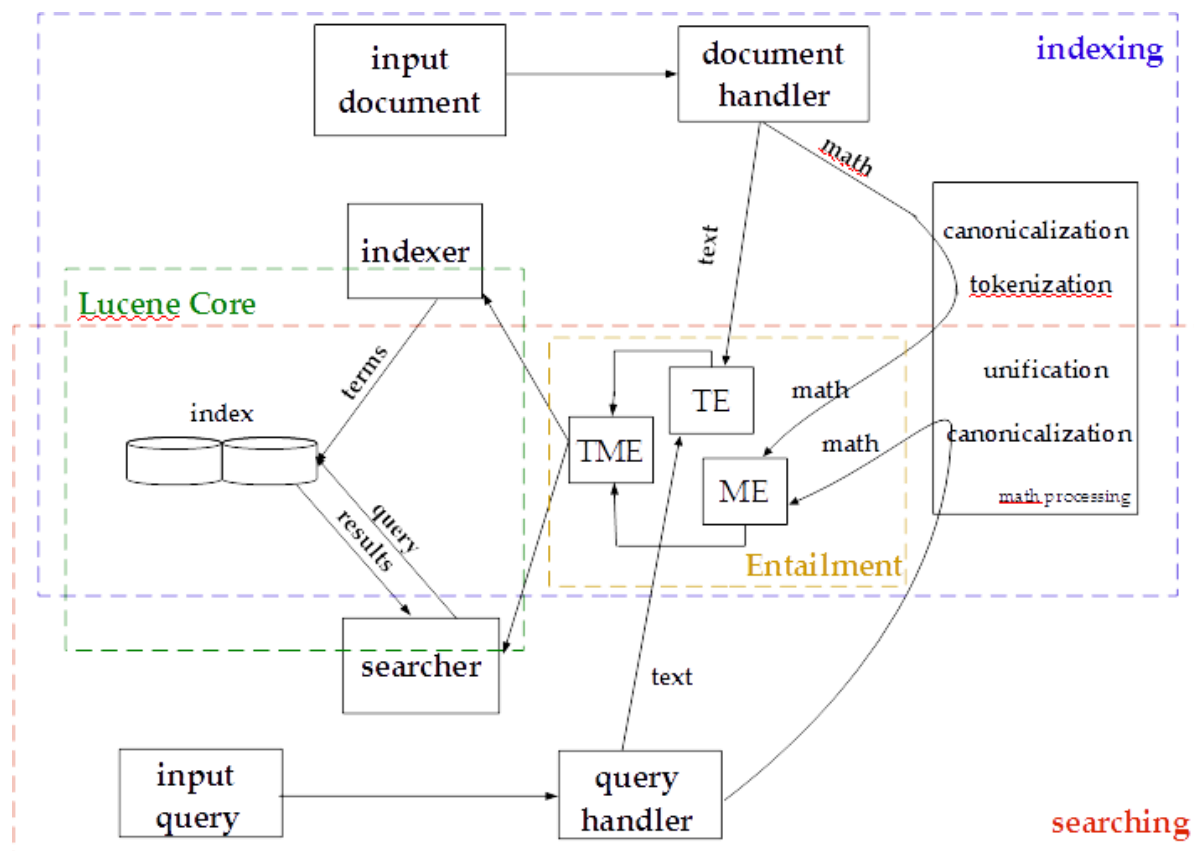 input
document
document
handler
indexing
math
text
canonicalization
tokenization
unification
canonicalization
math processing
indexer
Lucene Core
terms
index
query
results
TE
TME
ME
math
math
Entailment
searcher
text
input
query
query
handler
searching